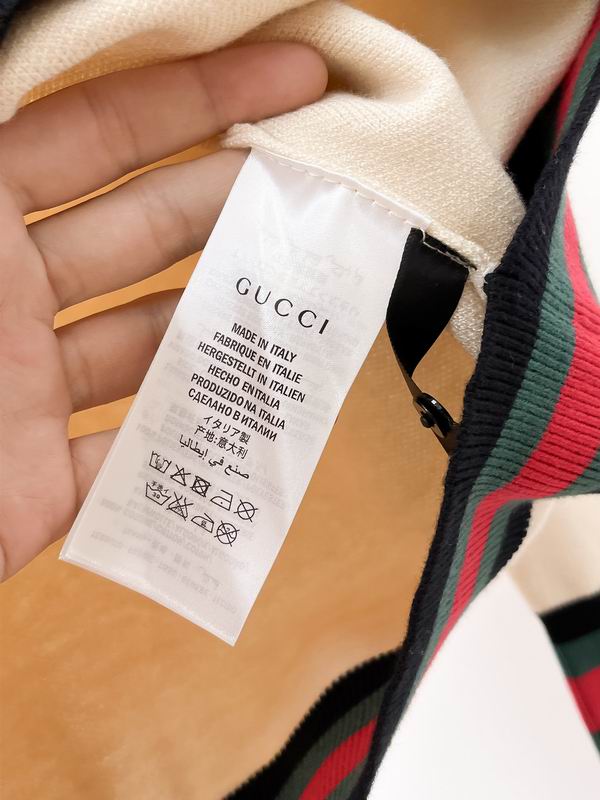 GUCCI
MADE IN ITALY
FABRIQUE EN ITALIE
HERGESTELLT IN ITALIEN
HECHO EN ITALIA
PRODUZIDO NA ITALIA
СДЕЛАНО В ИТАЛИИ
イタリア製
产地:意大利
صنع في إيطاليا